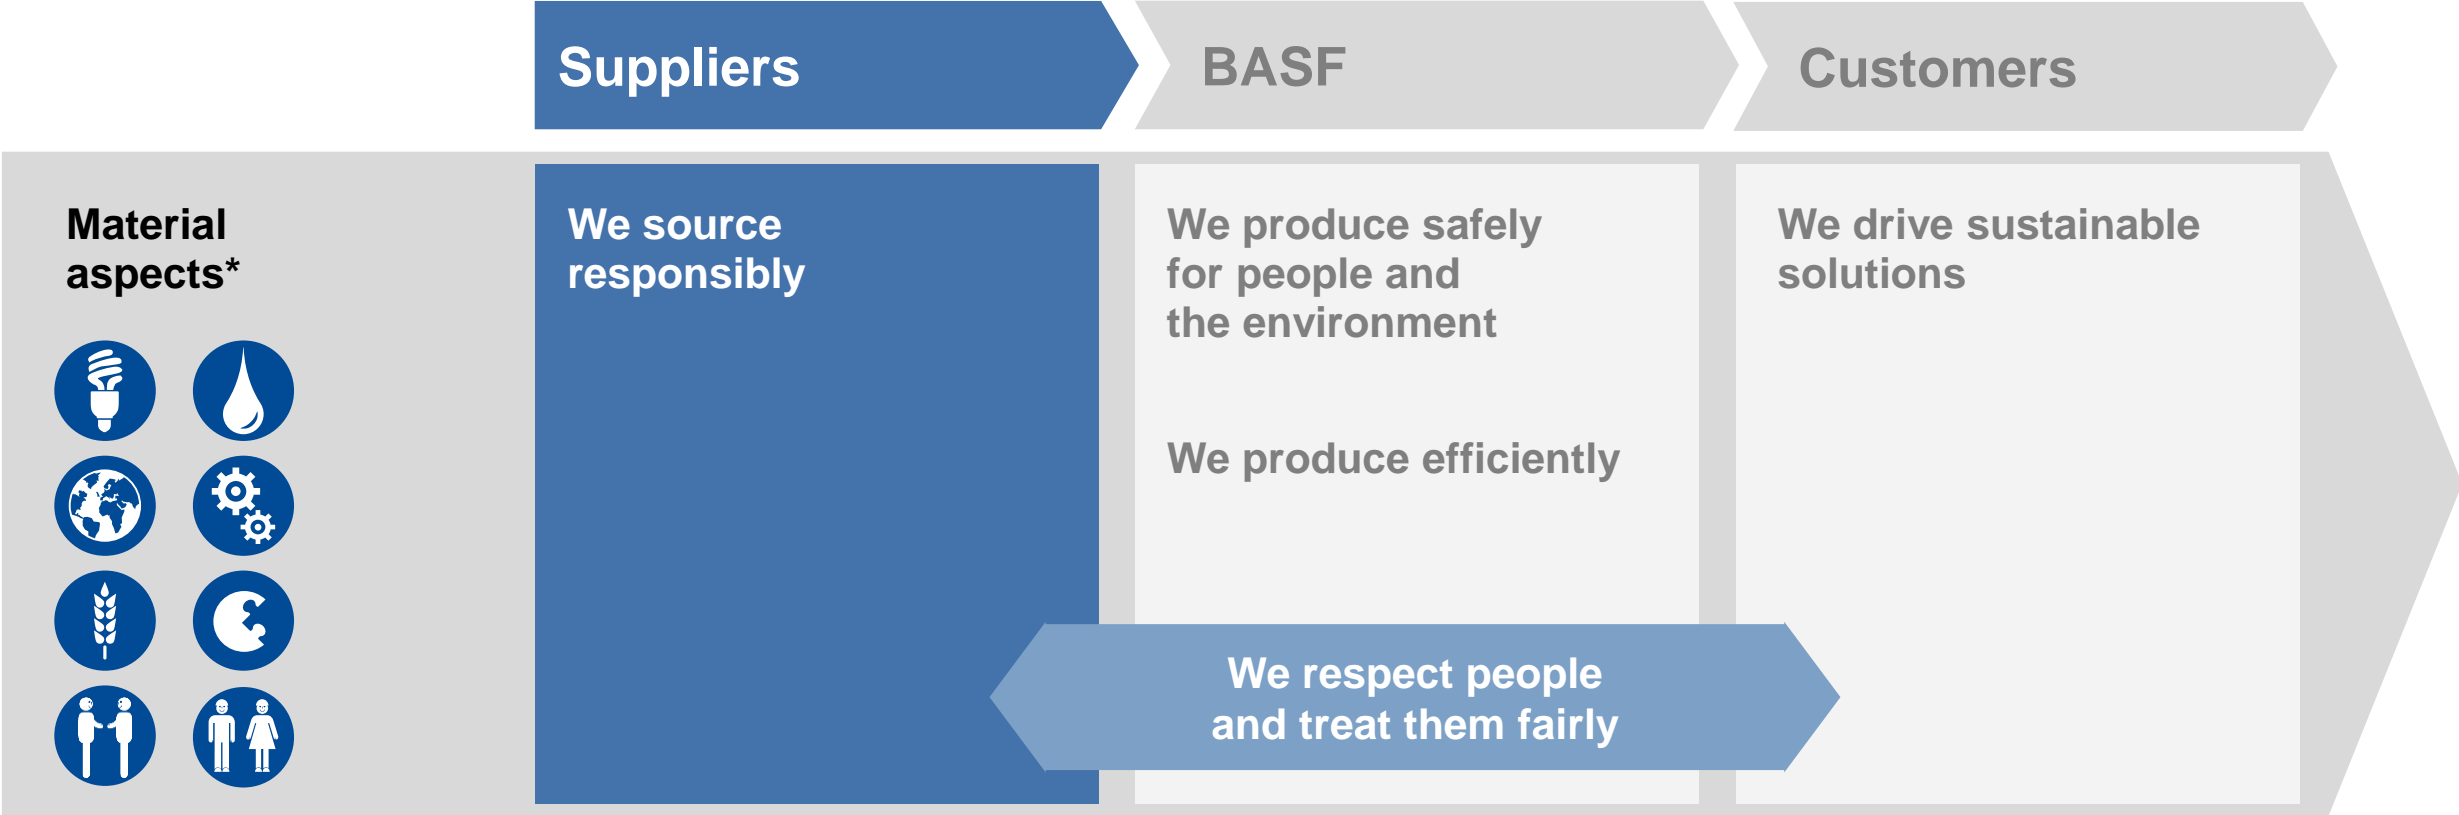 Suppliers
BASF
Customers
Material
aspects*
We source
responsibly
We produce safely
for people and
the environment
We produce efficiently
We drive sustainable
solutions
We respect people
and treat them fairly